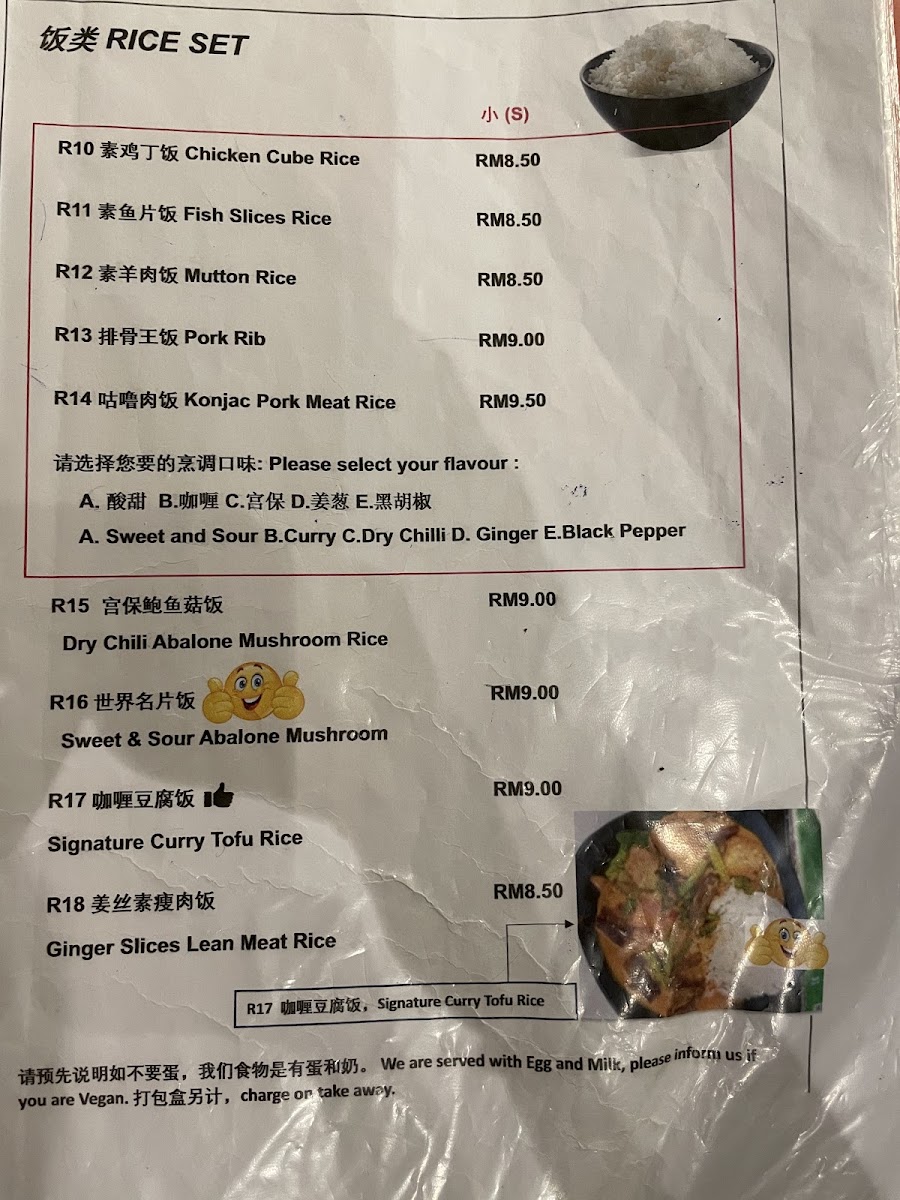 饭类 RICE SET
小 (S)
R10 素鸡丁饭 Chicken Cube Rice RM8.50
R11 素鱼片饭 Fish Slices Rice RM8.50
R12 素羊肉饭 Mutton Rice RM8.50
R13 排骨王饭 Pork Rib RM9.00
R14 咕噜肉饭 Konjac Pork Meat Rice RM9.50
请选择您要的烹调口味: Please select your flavour :
A. 酸甜 B.咖喱 C.宫保 D.姜葱 E.黑胡椒
A. Sweet and Sour B.Curry C.Dry Chilli D. Ginger E.Black Pepper
R15 宫保鲍鱼菇饭 RM9.00
Dry Chili Abalone Mushroom Rice
R16 世界名片饭 RM9.00
Sweet & Sour Abalone Mushroom
R17 咖喱豆腐饭 RM9.00
Signature Curry Tofu Rice
R18 姜丝素瘦肉饭 RM8.50
Ginger Slices Lean Meat Rice
R17 咖喱豆腐饭，Signature Curry Tofu Rice
请预先说明如不要蛋，我们食物是有蛋和奶。 We are served with Egg and Milk, please inform us if
you are Vegan. 打包盒另计，charge on take away.